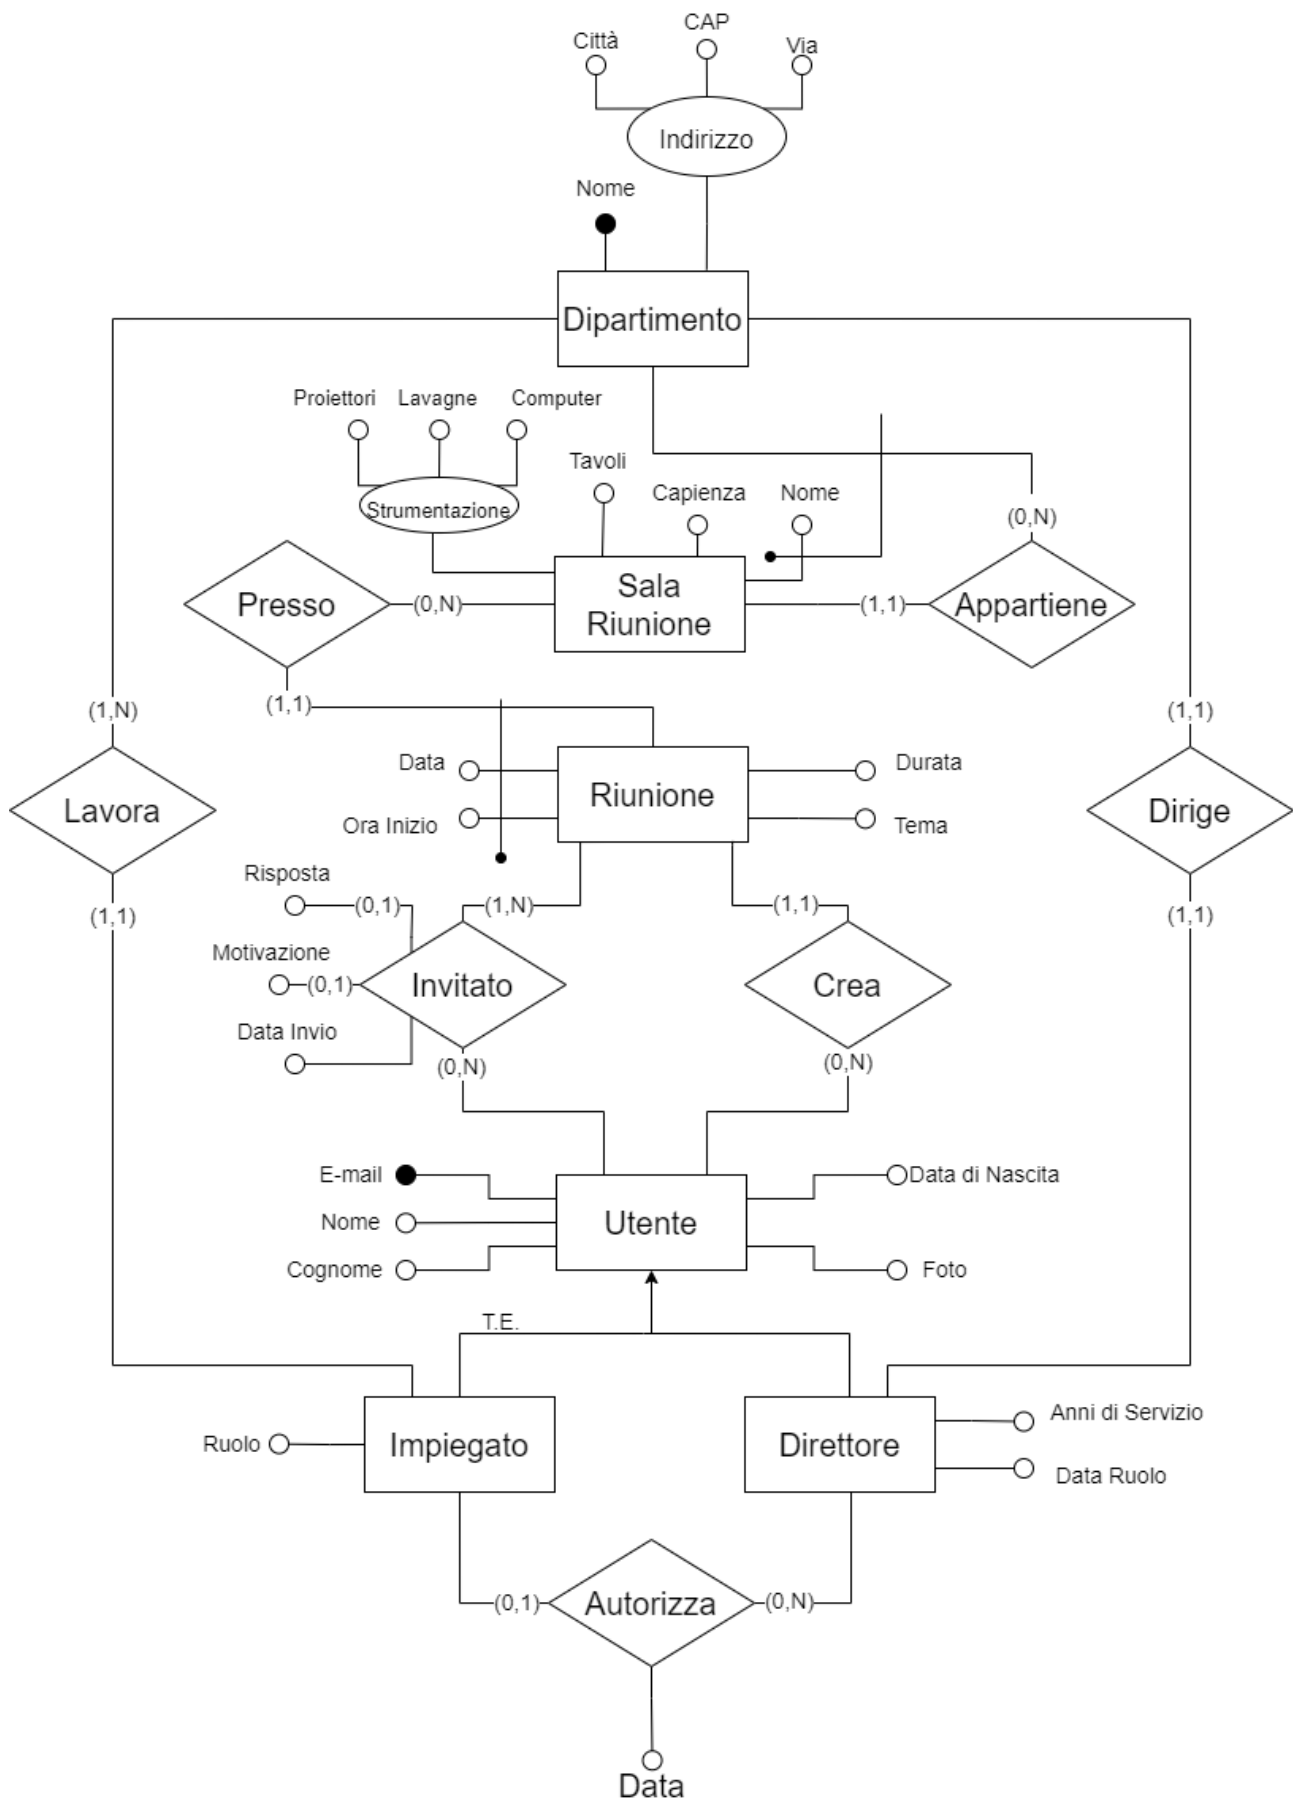 CAP
Città
Via
Indirizzo
Nome
Dipartimento
Proiettori
Lavagne
Computer
Tavoli
Capienza
Nome
Strumentazione
(0,N)
Sala
Riunione
Presso
(0,N)
(1,1)
Appartiene
(1,1)
(1,N)
(1,1)
Data
Durata
Riunione
Lavora
Dirige
Ora Inizio
Tema
Risposta
(0,1)
(1,N)
(1,1)
(1,1)
(1,1)
Motivazione
(0,1)
Invitato
Crea
Data Invio
(0,N)
(0,N)
E-mail
Data di Nascita
Nome
Utente
Cognome
Foto
T.E.
Anni di Servizio
Ruolo
Impiegato
Direttore
Data Ruolo
(0,1)
Autorizza
(0,N)
Data